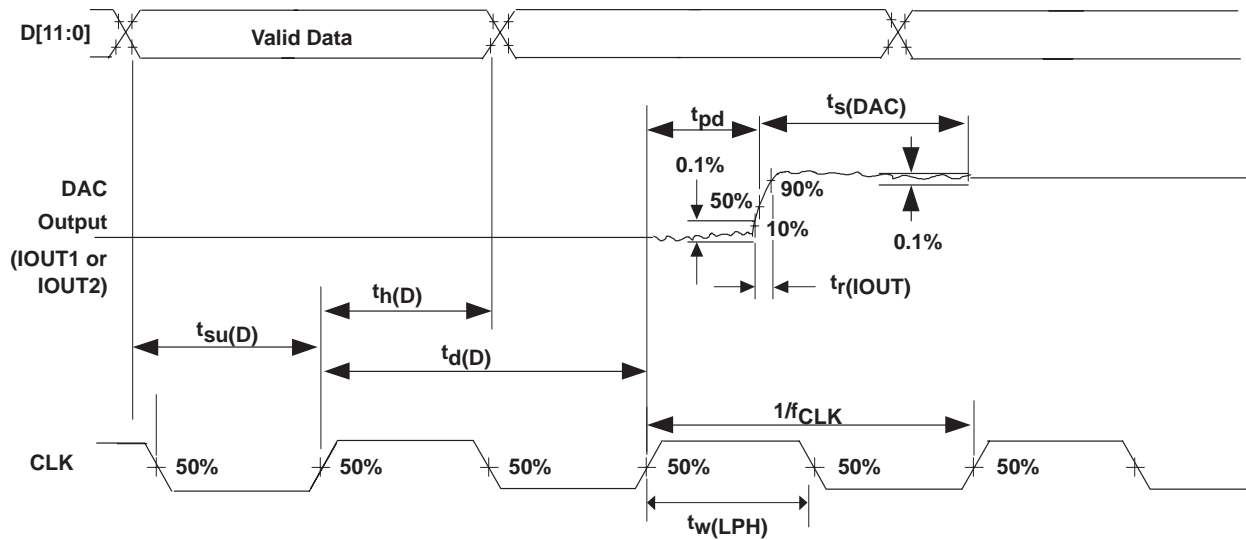 D[11:0]
Valid Data
tpd
ts(DAC)
0.1%
DAC
Output
(IOUT1 or
IOUT2)
50%
90%
10%
0.1%
tr(IOUT)
th(D)
tsu(D)
td(D)
1/fCLK
CLK
50%
50%
50%
50%
50%
50%
tw(LPH)